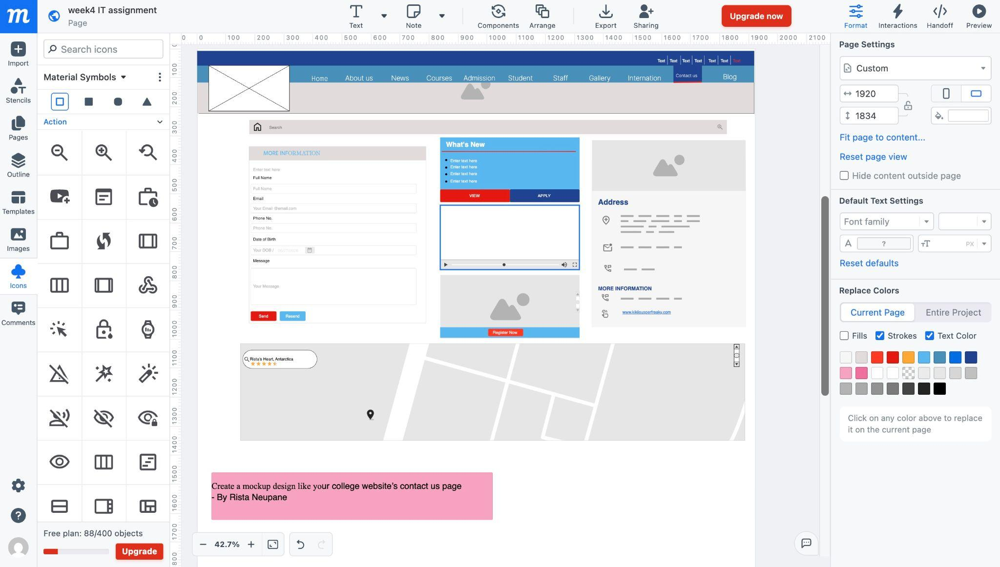 m
week4 IT assignment
Page
Text
Note
Components
Arrange
Export
Sharing
Upgrade now
Format
Interactions
Handoff
Preview
Import
Stencils
Pages
Outline
Templates
Images
Icons
Comments
Search icons
Material Symbols
Action
Free plan: 88/400 objects
Upgrade
0 0 100 200 300 400 500 600 700 800 900 1000 1100 1200 1300 1400 1500 1600 1700 1800 1900 2000 2100
100
200
300
400
500
600
700
800
900
1000
1100
1200
1300
1400
1500
1600
1700
800
Text Text Text Text Text Text Text
Home About us News Courses Admission Student Staff Gallery Internation Contact us Blog
Search
MORE INFORMATION
Enter text here
Full Name
Full Name
Email
Your Email @email.com
Phone No.
Phone No.
Date of Birth
Your DOB /
Message
Your Message
Send Resend
What's New
Enter text here
Enter text here
Enter text here
Enter text here
VIEW APPLY
Register Now
Address
MORE INFORMATION
www.kikiisusperfreaky.com
Rista's Heart, Antarctica
Create a mockup design like your college website's contact us page
- By Rista Neupane
42.7%
Page Settings
Custom
1920
1834
Fit page to content...
Reset page view
Hide content outside page
Default Text Settings
Font family
A ? TT PX
Reset defaults
Replace Colors
Current Page Entire Project
Fills Strokes Text Color
Click on any color above to replace
it on the current page